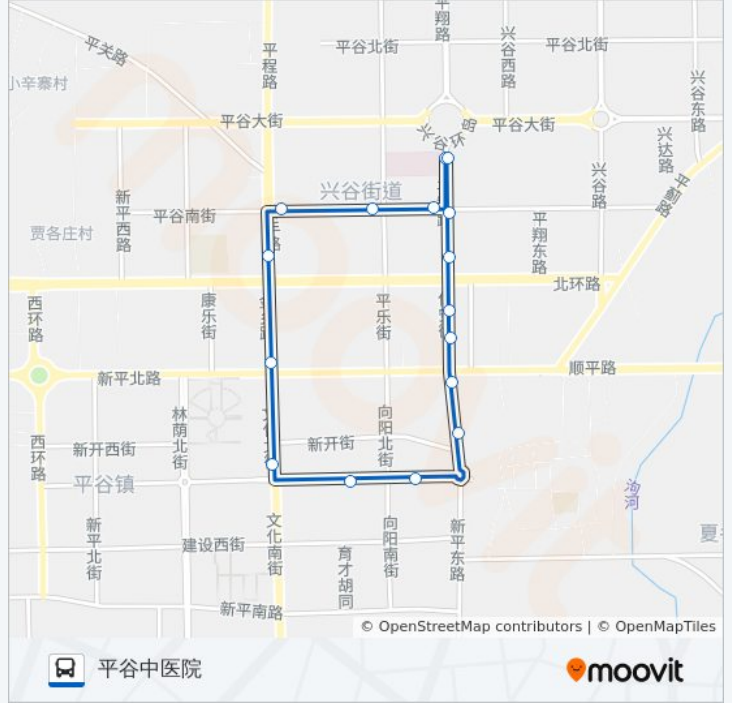 平翔路
平关路
平程路
平谷北街
兴谷西路
平谷北街
小辛寨村
兴谷东路
平谷大街
兴谷环岛
平谷大街
兴达路
兴谷路
平蓟路
兴谷街道
新平西路
平谷南街
贾各庄村
平翔东路
北环路
西环路
康乐街
平乐街
新平北路
顺平路
林荫北街
向阳北街
新开街
西环路
新开西街
平谷镇
泃河
新平北街
建设西街
文化南街
向阳南街
新平东路
育才胡同
新平南路
© OpenStreetMap contributors | © OpenMapTiles
平谷中医院
moovit